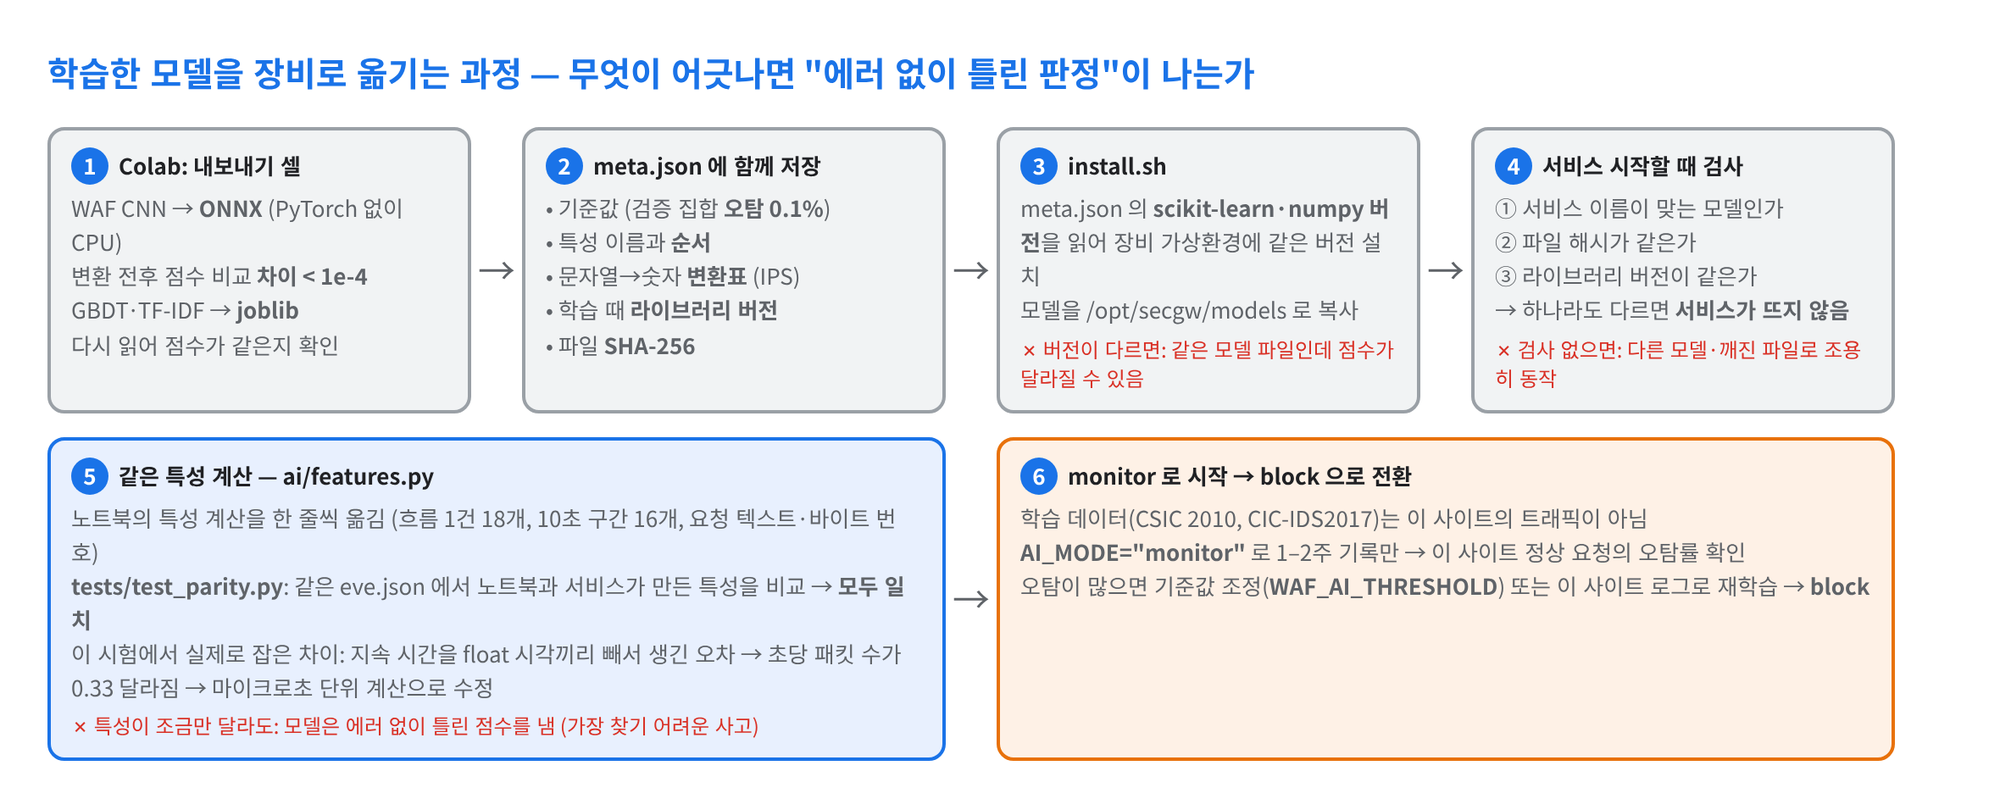 학습한 모델을 장비로 옮기는 과정 — 무엇이 어긋나면 "에러 없이 틀린 판정"이 나는가
1 Colab: 내보내기 셀
WAF CNN → ONNX (PyTorch 없이
CPU)
변환 전후 점수 비교 차이 < 1e-4
GBDT·TF-IDF → joblib
다시 읽어 점수가 같은지 확인
→
2 meta.json 에 함께 저장
• 기준값 (검증 집합 오탐 0.1%)
• 특성 이름과 순서
• 문자열→숫자 변환표 (IPS)
• 학습 때 라이브러리 버전
• 파일 SHA-256
→
3 install.sh
meta.json 의 scikit-learn·numpy 버
전을 읽어 장비 가상환경에 같은 버전 설
치
모델을 /opt/secgw/models 로 복사
× 버전이 다르면: 같은 모델 파일인데 점수가
달라질 수 있음
→
4 서비스 시작할 때 검사
① 서비스 이름이 맞는 모델인가
② 파일 해시가 같은가
③ 라이브러리 버전이 같은가
→ 하나라도 다르면 서비스가 뜨지 않음
× 검사 없으면: 다른 모델·깨진 파일로 조용
히 동작
5 같은 특성 계산 — ai/features.py
노트북의 특성 계산을 한 줄씩 옮김 (흐름 1건 18개, 10초 구간 16개, 요청 텍스트·바이트 번
호)
tests/test_parity.py: 같은 eve.json 에서 노트북과 서비스가 만든 특성을 비교 → 모두 일
치
이 시험에서 실제로 잡은 차이: 지속 시간을 float 시각끼리 빼서 생긴 오차 → 초당 패킷 수가
0.33 달라짐 → 마이크로초 단위 계산으로 수정
× 특성이 조금만 달라도: 모델은 에러 없이 틀린 점수를 냄 (가장 찾기 어려운 사고)
→
6 monitor 로 시작 → block 으로 전환
학습 데이터(CSIC 2010, CIC-IDS2017)는 이 사이트의 트래픽이 아님
AI_MODE="monitor" 로 1–2주 기록만 → 이 사이트 정상 요청의 오탐률 확인
오탐이 많으면 기준값 조정(WAF_AI_THRESHOLD) 또는 이 사이트 로그로 재학습 → block